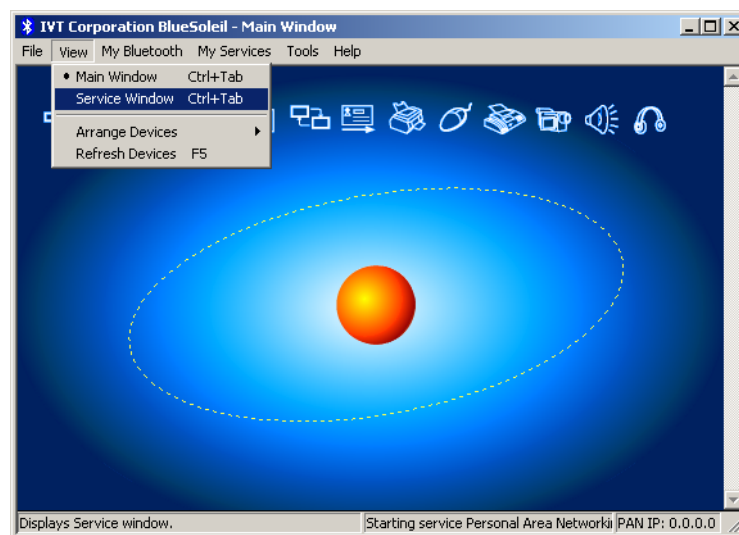 IVT Corporation BlueSoleil - Main Window
File View My Bluetooth My Services Tools Help
Main Window Ctrl+Tab
Service Window Ctrl+Tab
Arrange Devices
Refresh Devices F5
Displays Service window. Starting service Personal Area Networki PAN IP: 0.0.0.0